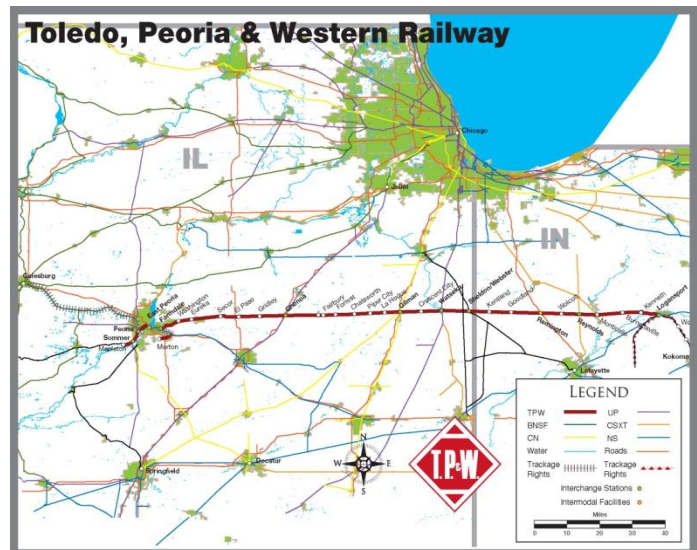 Toledo, Peoria & Western Railway
IL
IN
Chicago
Joliet
Galesburg
East Peoria
Farmdale
Washington
Eureka
Secor
El Paso
Gridley
Chenoa
Fairbury
Forrest
Chatsworth
Piper City
La Hogue
Gilman
Crescent City
Watseka
Sheldon/Webster
Kentland
Goodland
Remington
Wolcott
Reynolds
Monticello
Burnettsville
Kenneth
Logansport
Kokomo
Peoria
Sommer
Mapleton
Morton
Lafayette
Springfield
Decatur
N
W
E
S
T.P.&W.
LEGEND
TPW
UP
BNSF
CSXT
CN
NS
Water
Roads
Trackage Rights
Trackage Rights
Interchange Stations
Intermodal Facilities
Miles
0 10 20 30 40